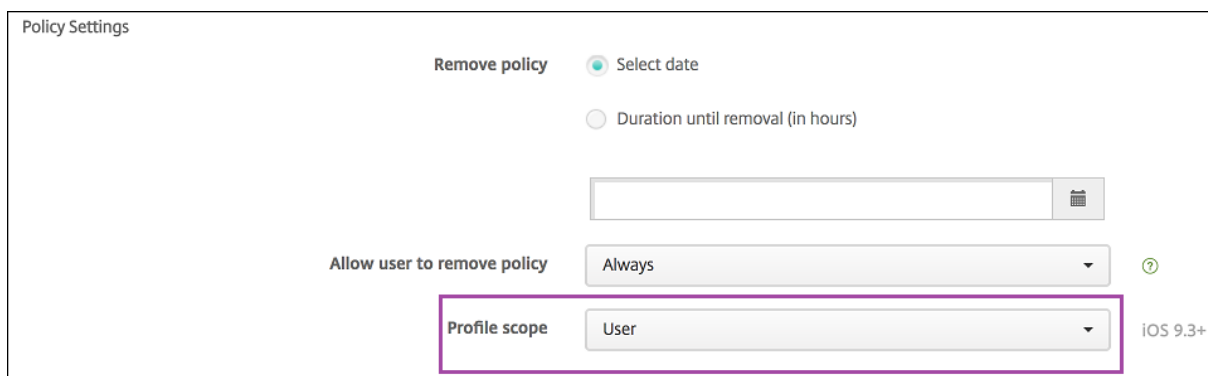 Policy Settings
Remove policy Select date
Duration until removal (in hours)
Allow user to remove policy Always ?
Profile scope User iOS 9.3+